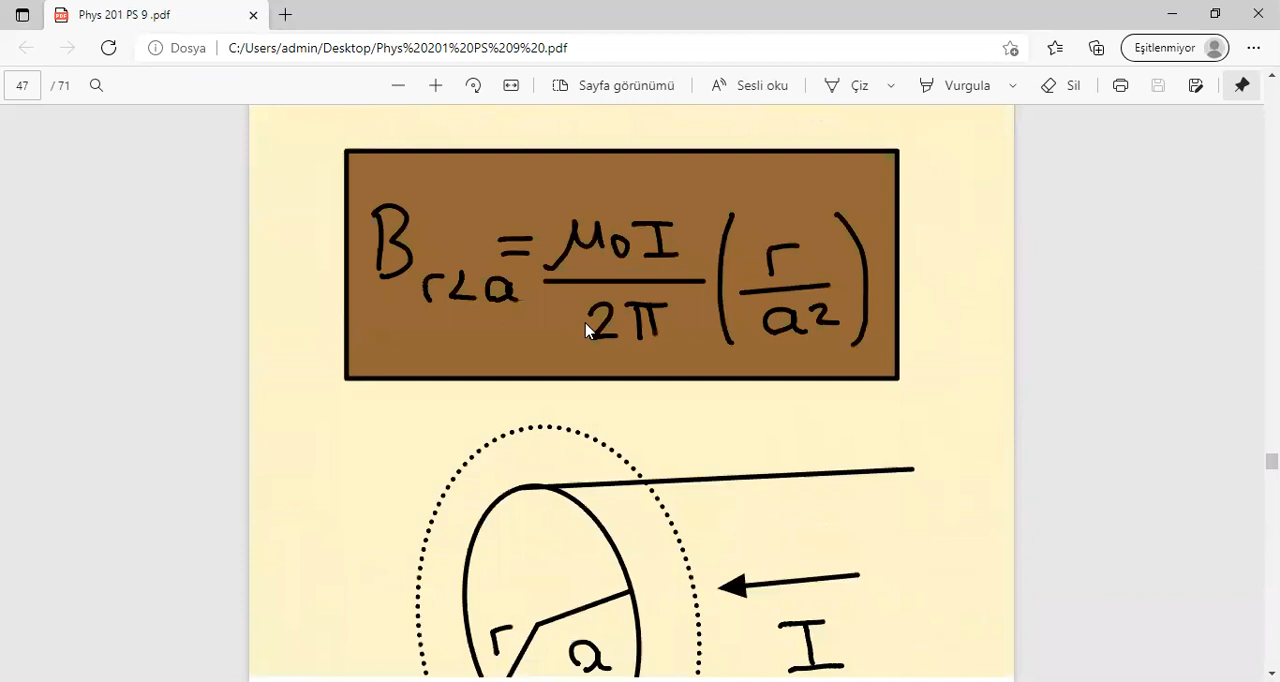 Phys 201 PS 9 .pdf
Dosya C:/Users/admin/Desktop/Phys%20201%20PS%209%20.pdf Eşitlenmiyor
47 / 71 Sayfa görünümü A Sesli oku Çiz Vurgula Sil
B r<a = μ0I / 2π ( r / a2 )
r a I